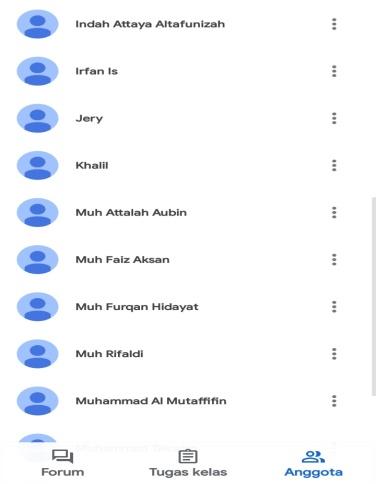 Indah Attaya Altafunizah
Irfan Is
Jery
Khalil
Muh Attalah Aubin
Muh Faiz Aksan
Muh Furqan Hidayat
Muh Rifaldi
Muhammad Al Mutaffifin
Forum
Tugas kelas
Anggota